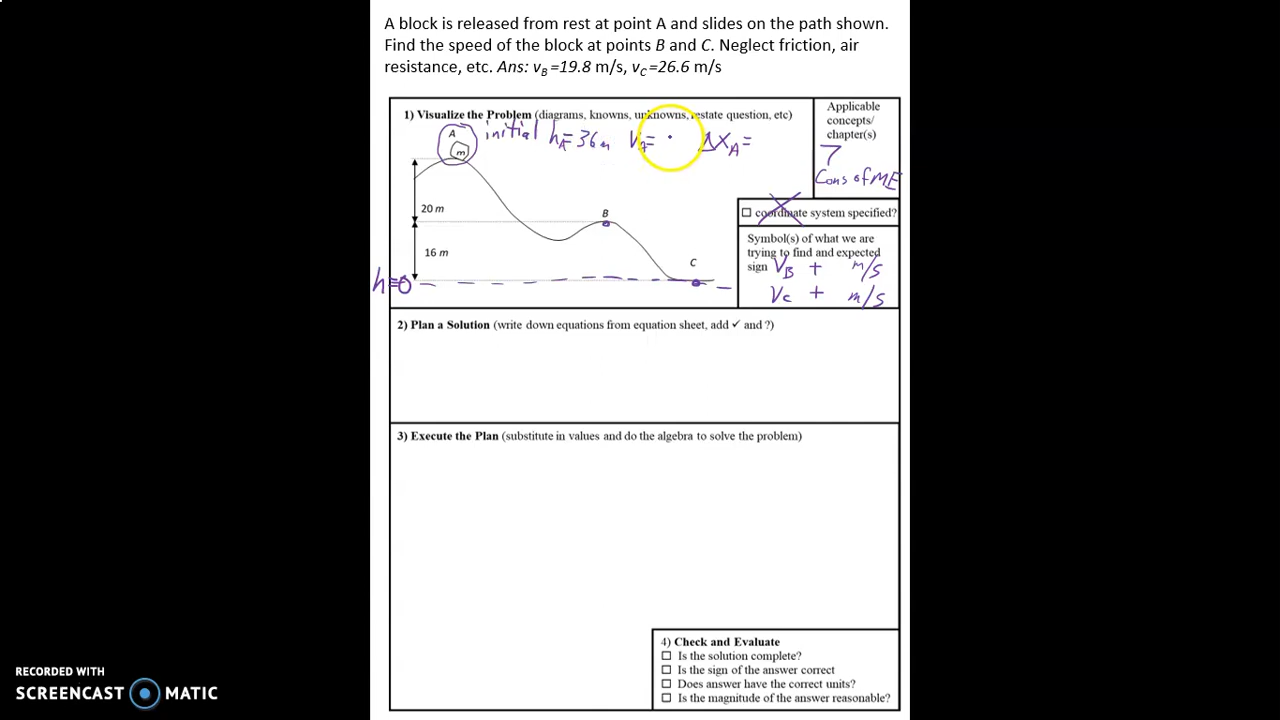 A block is released from rest at point A and slides on the path shown.
Find the speed of the block at points B and C. Neglect friction, air
resistance, etc. Ans: vB=19.8 m/s, vC=26.6 m/s
1) Visualize the Problem (diagrams, knowns, unknowns, restate question, etc)
Applicable
concepts/
chapter(s)
7
Cons of ME
A initial hA=36m vA= ΔXA=
m
20 m
B
16 m
C
h=0
☐ coordinate system specified?
Symbol(s) of what we are
trying to find and expected
sign VB + m/s
Vc + m/s
2) Plan a Solution (write down equations from equation sheet, add ✓ and ?)
3) Execute the Plan (substitute in values and do the algebra to solve the problem)
4) Check and Evaluate
☐ Is the solution complete?
☐ Is the sign of the answer correct
☐ Does answer have the correct units?
☐ Is the magnitude of the answer reasonable?
RECORDED WITH
SCREENCAST MATIC